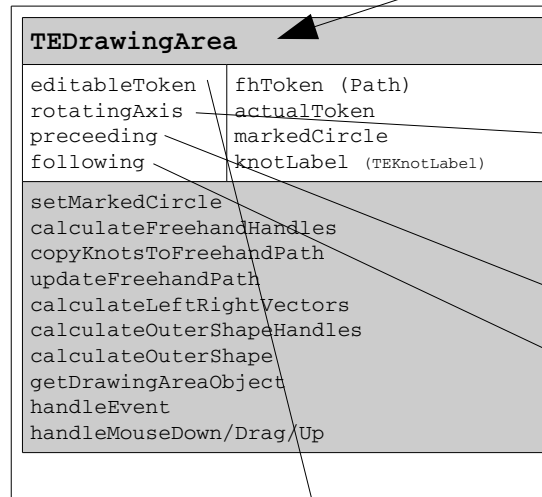 TEDrawingArea
editableToken fhToken (Path)
rotatingAxis actualToken
preceeding markedCircle
following knotLabel (TEKnotLabel)
setMarkedCircle
calculateFreehandHandles
copyKnotsToFreehandPath
updateFreehandPath
calculateLeftRightVectors
calculateOuterShapeHandles
calculateOuterShape
getDrawingAreaObject
handleEvent
handleMouseDown/Drag/Up